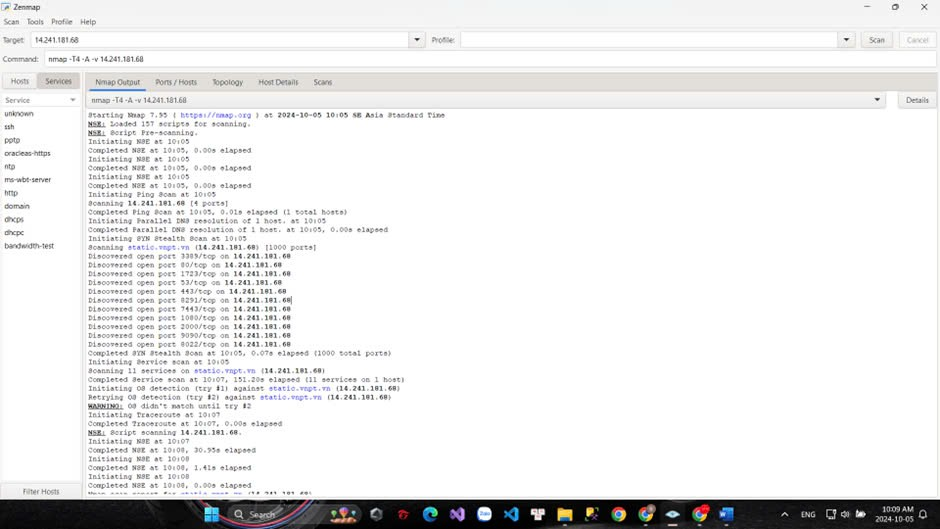 Zenmap
Scan Tools Profile Help
Target: 14.241.181.68 Profile: Scan Cancel
Command: nmap -T4 -A -v 14.241.181.68
Hosts Services Nmap Output Ports / Hosts Topology Host Details Scans
Service nmap -T4 -A -v 14.241.181.68 Details
unknown
ssh
pptp
oracleas-https
ntp
ms-wbt-server
http
domain
dhcps
dhcpc
bandwidth-test
Filter Hosts
Starting Nmap 7.95 ( https://nmap.org ) at 2024-10-05 10:05 SE Asia Standard Time
NSE: Loaded 157 scripts for scanning.
NSE: Script Pre-scanning.
Initiating NSE at 10:05
Completed NSE at 10:05, 0.00s elapsed
Initiating NSE at 10:05
Completed NSE at 10:05, 0.00s elapsed
Initiating NSE at 10:05
Completed NSE at 10:05, 0.00s elapsed
Initiating Ping Scan at 10:05
Scanning 14.241.181.68 [4 ports]
Completed Ping Scan at 10:05, 0.01s elapsed (1 total hosts)
Initiating Parallel DNS resolution of 1 host. at 10:05
Completed Parallel DNS resolution of 1 host. at 10:05, 0.00s elapsed
Initiating SYN Stealth Scan at 10:05
Scanning static.vnpt.vn (14.241.181.68) [1000 ports]
Discovered open port 3389/tcp on 14.241.181.68
Discovered open port 80/tcp on 14.241.181.68
Discovered open port 1723/tcp on 14.241.181.68
Discovered open port 53/tcp on 14.241.181.68
Discovered open port 443/tcp on 14.241.181.68
Discovered open port 8291/tcp on 14.241.181.68
Discovered open port 7443/tcp on 14.241.181.68
Discovered open port 1080/tcp on 14.241.181.68
Discovered open port 2000/tcp on 14.241.181.68
Discovered open port 9090/tcp on 14.241.181.68
Discovered open port 8022/tcp on 14.241.181.68
Completed SYN Stealth Scan at 10:05, 0.07s elapsed (1000 total ports)
Initiating Service scan at 10:05
Scanning 11 services on static.vnpt.vn (14.241.181.68)
Completed Service scan at 10:07, 151.20s elapsed (11 services on 1 host)
Initiating OS detection (try #1) against static.vnpt.vn (14.241.181.68)
Retrying OS detection (try #2) against static.vnpt.vn (14.241.181.68)
WARNING: OS didn't match until try #2
Initiating Traceroute at 10:07
Completed Traceroute at 10:07, 0.00s elapsed
NSE: Script scanning 14.241.181.68.
Initiating NSE at 10:07
Completed NSE at 10:08, 30.95s elapsed
Initiating NSE at 10:08
Completed NSE at 10:08, 1.41s elapsed
Initiating NSE at 10:08
Completed NSE at 10:08, 0.00s elapsed
Nmap scan report for static.vnpt.vn (14.241.181.68)
Search ENG 10:09 AM
2024-10-05